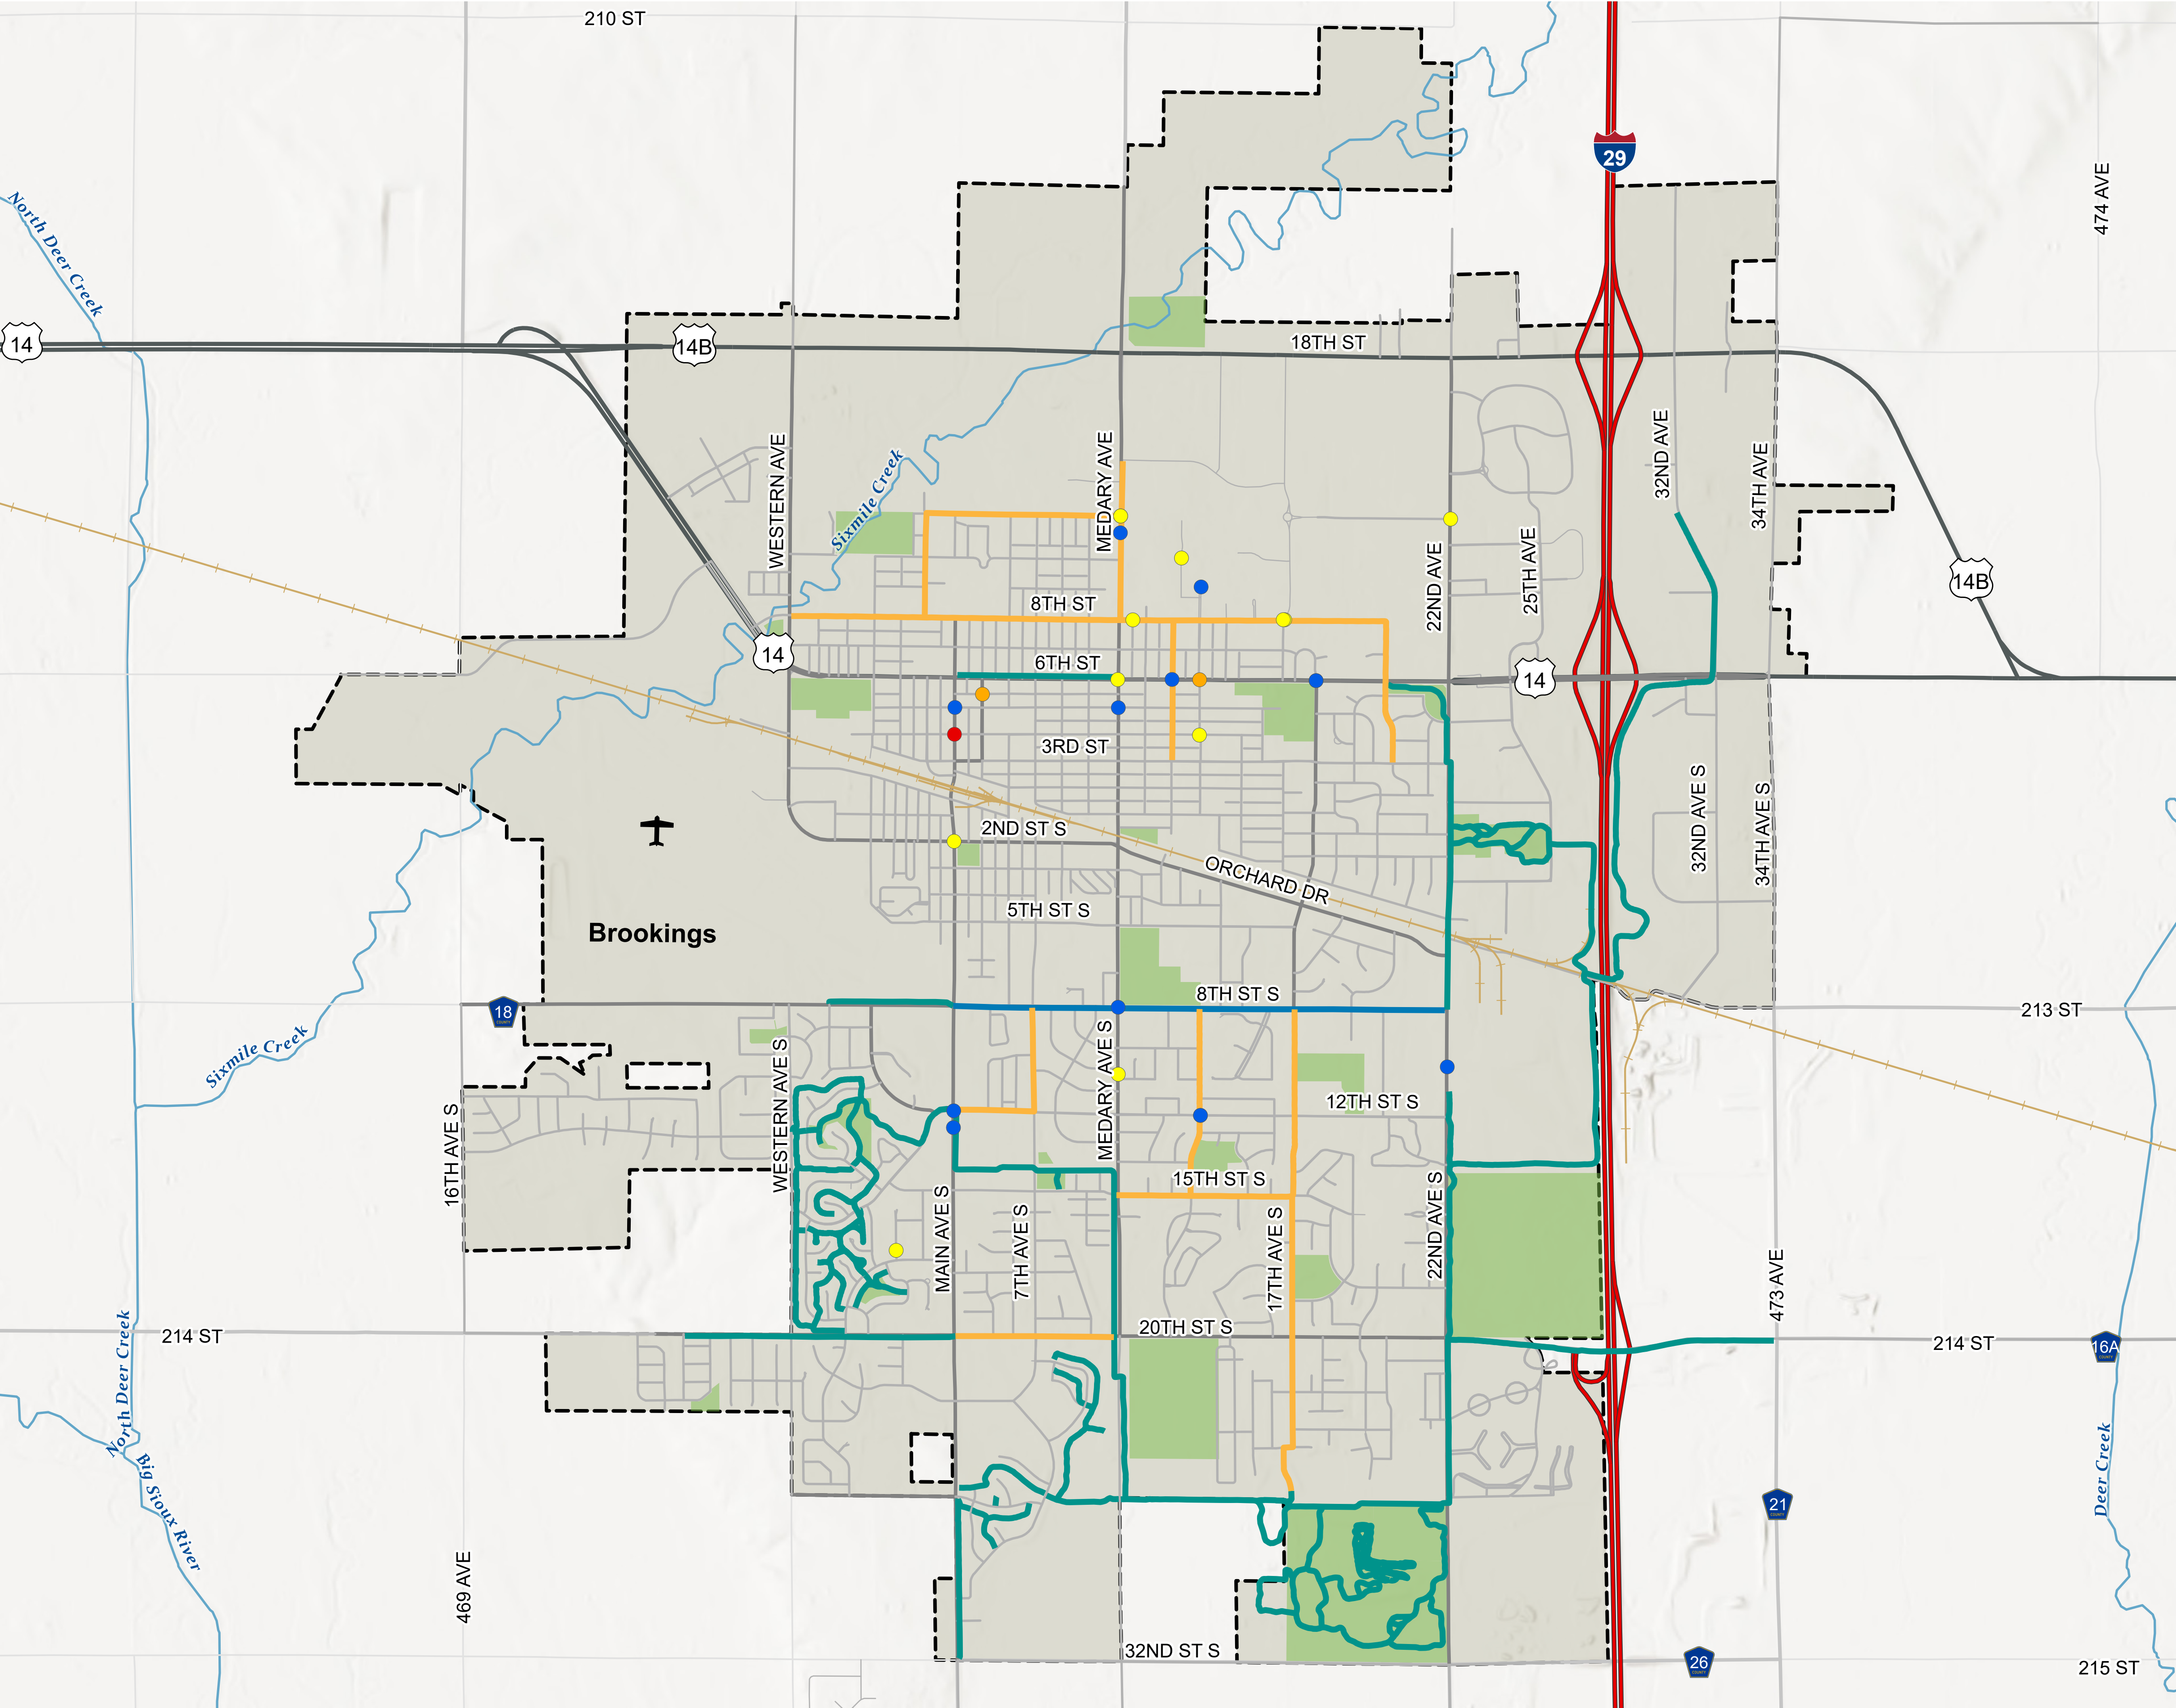 210 ST
29
474 AVE
North Deer Creek
14
14B
18TH ST
WESTERN AVE
Sixmile Creek
MEDARY AVE
32ND AVE
34TH AVE
22ND AVE
25TH AVE
14B
8TH ST
14
6TH ST
14
3RD ST
2ND ST S
ORCHARD DR
32ND AVE S
34TH AVE S
5TH ST S
Brookings
8TH ST S
18
COUNTY
213 ST
Sixmile Creek
WESTERN AVE S
MEDARY AVE S
12TH ST S
16TH AVE S
15TH ST S
MAIN AVE S
7TH AVE S
17TH AVE S
22ND AVE S
473 AVE
214 ST
20TH ST S
214 ST
16A
COUNTY
North Deer Creek
Big Sioux River
Deer Creek
21
COUNTY
469 AVE
32ND ST S
26
COUNTY
215 ST